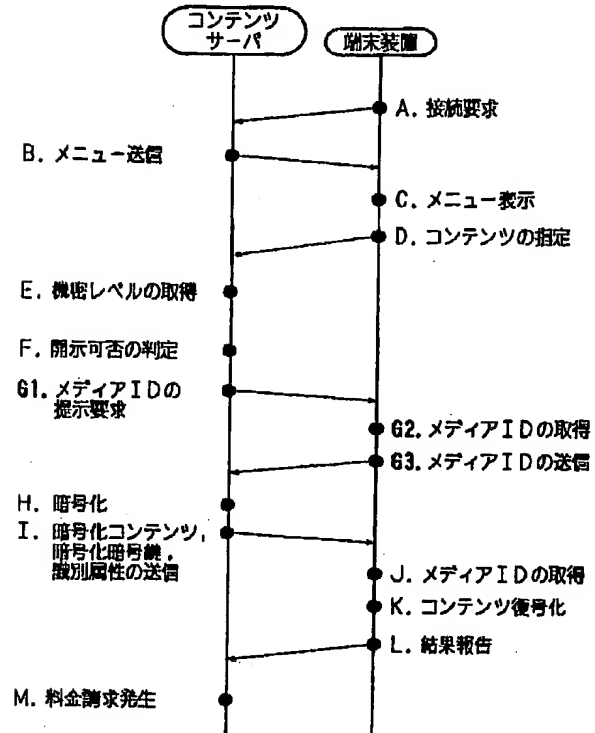 コンテンツ
サーバ
端末装置
A. 接続要求
B. メニュー送信
C. メニュー表示
D. コンテンツの指定
E. 機密レベルの取得
F. 開示可否の判定
G1. メディアIDの
提示要求
G2. メディアIDの取得
G3. メディアIDの送信
H. 暗号化
I. 暗号化コンテンツ,
暗号化暗号鍵,
識別属性の送信
J. メディアIDの取得
K. コンテンツ復号化
L. 結果報告
M. 料金請求発生